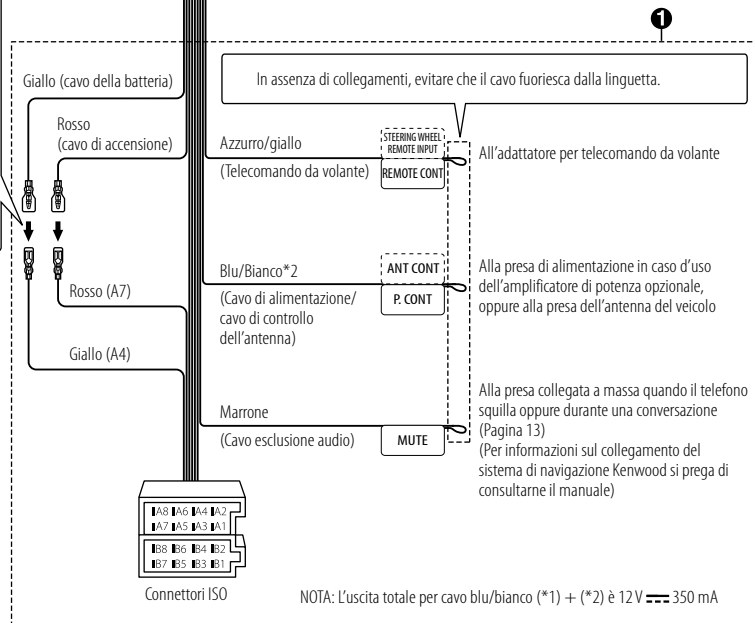 ❶
In assenza di collegamenti, evitare che il cavo fuoriesca dalla linguetta.
Giallo (cavo della batteria)
Rosso
(cavo di accensione)
Azzurro/giallo
(Telecomando da volante)
STEERING WHEEL
REMOTE INPUT
REMOTE CONT
All'adattatore per telecomando da volante
Blu/Bianco*2
(Cavo di alimentazione/
cavo di controllo
dell'antenna)
ANT CONT
P. CONT
Alla presa di alimentazione in caso d'uso
dell'amplificatore di potenza opzionale,
oppure alla presa dell'antenna del veicolo
Rosso (A7)
Giallo (A4)
Marrone
(Cavo esclusione audio)
MUTE
Alla presa collegata a massa quando il telefono
squilla oppure durante una conversazione
(Pagina 13)
(Per informazioni sul collegamento del
sistema di navigazione Kenwood si prega di
consultarne il manuale)
A8 A6 A4 A2
A7 A5 A3 A1
B8 B6 B4 B2
B7 B5 B3 B1
Connettori ISO
NOTA: L'uscita totale per cavo blu/bianco (*1) + (*2) è 12 V ⎓ 350 mA